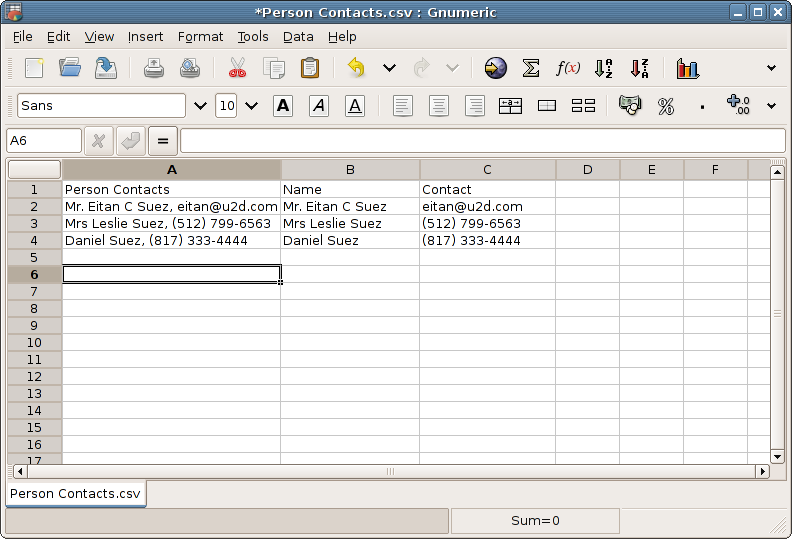 *Person Contacts.csv : Gnumeric
File Edit View Insert Format Tools Data Help
f(x) A Z Z A
Sans 10 A A A a % . .0 .00
A6 =
A B C D E F
1 Person Contacts Name Contact
2 Mr. Eitan C Suez, eitan@u2d.com Mr. Eitan C Suez eitan@u2d.com
3 Mrs Leslie Suez, (512) 799-6563 Mrs Leslie Suez (512) 799-6563
4 Daniel Suez, (817) 333-4444 Daniel Suez (817) 333-4444
5
6
7
8
9
10
11
12
13
14
15
16
17
Person Contacts.csv
Sum=0